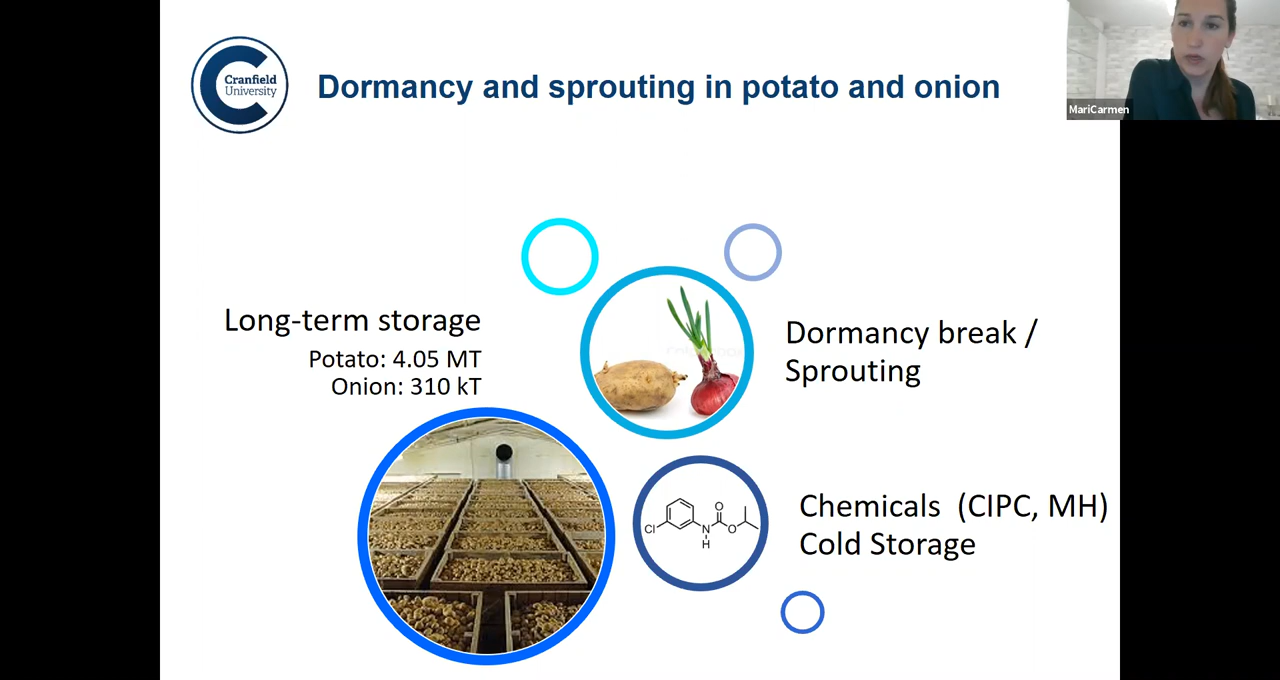 Cranfield
University
Dormancy and sprouting in potato and onion
MariCarmen
Long-term storage
Potato: 4.05 MT
Onion: 310 kT
Dormancy break /
Sprouting
Chemicals (CIPC, MH)
Cold Storage
Cl
N
H
O
O